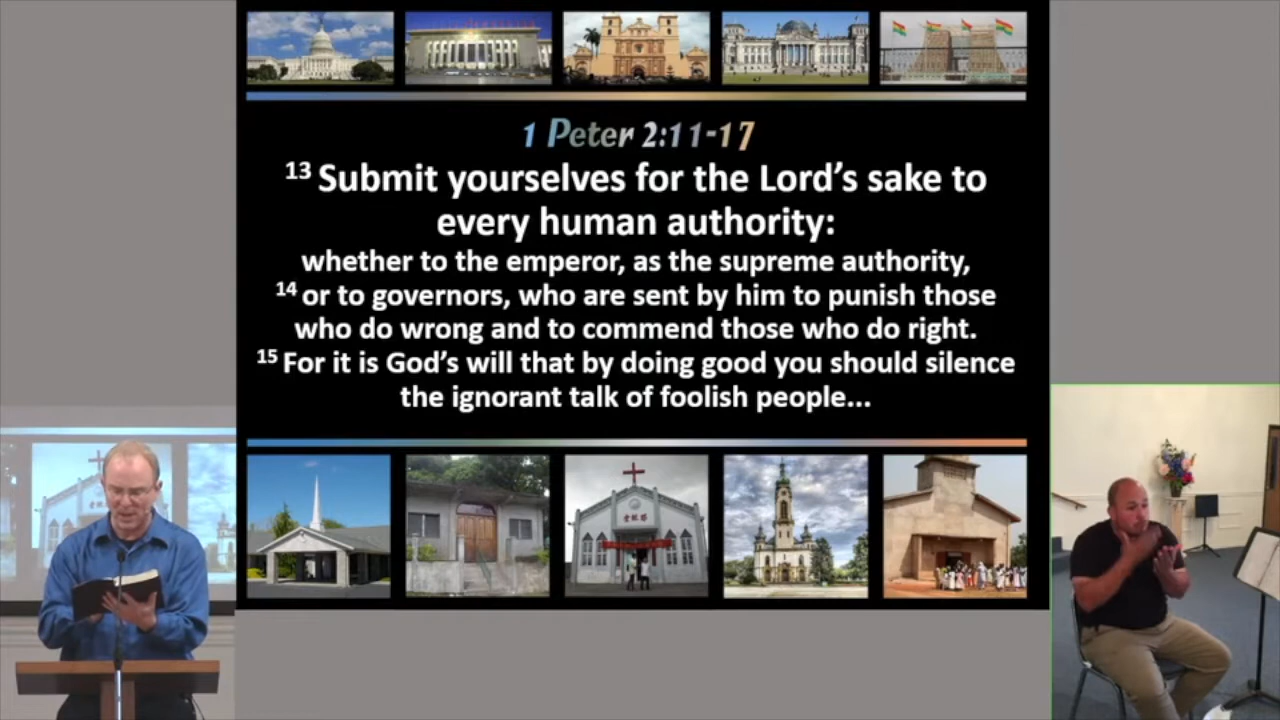 1 Peter 2:11-17
13 Submit yourselves for the Lord's sake to
every human authority:
whether to the emperor, as the supreme authority,
14 or to governors, who are sent by him to punish those
who do wrong and to commend those who do right.
15 For it is God's will that by doing good you should silence
the ignorant talk of foolish people...